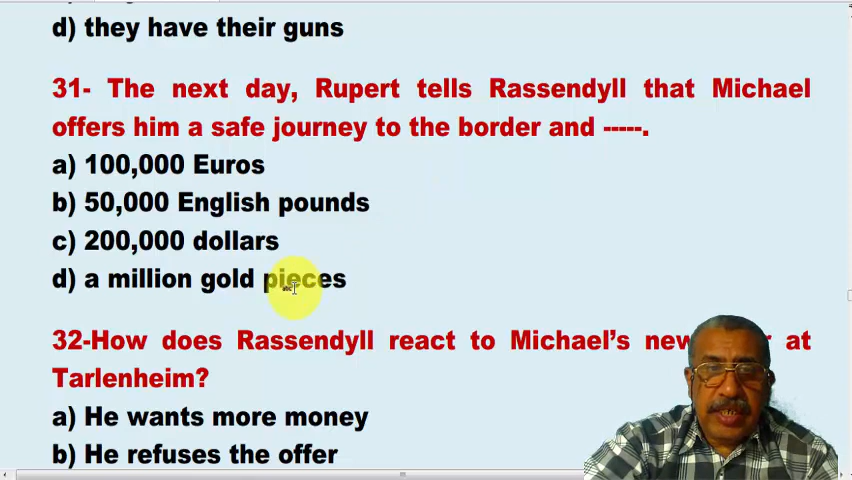 d) they have their guns
31- The next day, Rupert tells Rassendyll that Michael
offers him a safe journey to the border and -----.
a) 100,000 Euros
b) 50,000 English pounds
c) 200,000 dollars
d) a million gold pieces
32-How does Rassendyll react to Michael's new at
Tarlenheim?
a) He wants more money
b) He refuses the offer